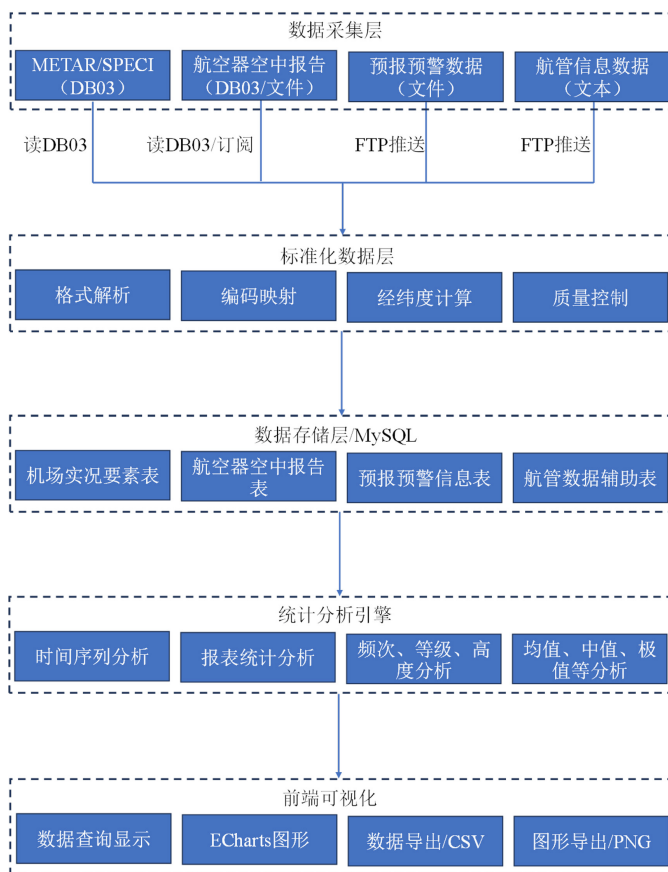 数据采集层
METAR/SPECI
（DB03）
航空器空中报告
（DB03/文件）
预报预警数据
（文件）
航管信息数据
（文本）
读DB03
读DB03/订阅
FTP推送
FTP推送
标准化数据层
格式解析
编码映射
经纬度计算
质量控制
数据存储层/MySQL
机场实况要素表
航空器空中报告
表
预报预警信息表
航管数据辅助表
统计分析引擎
时间序列分析
报表统计分析
频次、等级、高
度分析
均值、中值、极
值等分析
前端可视化
数据查询显示
ECharts图形
数据导出/CSV
图形导出/PNG